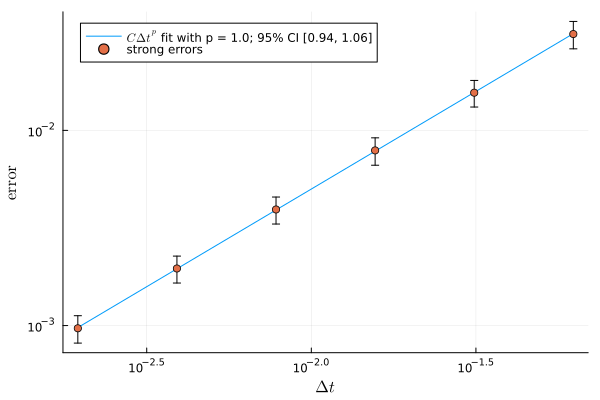 $C\Delta t^p$ fit with p = 1.0; 95% CI [0.94, 1.06]
strong errors
error
10^{-2}
10^{-3}
10^{-2.5} 10^{-2.0} 10^{-1.5}
Δt